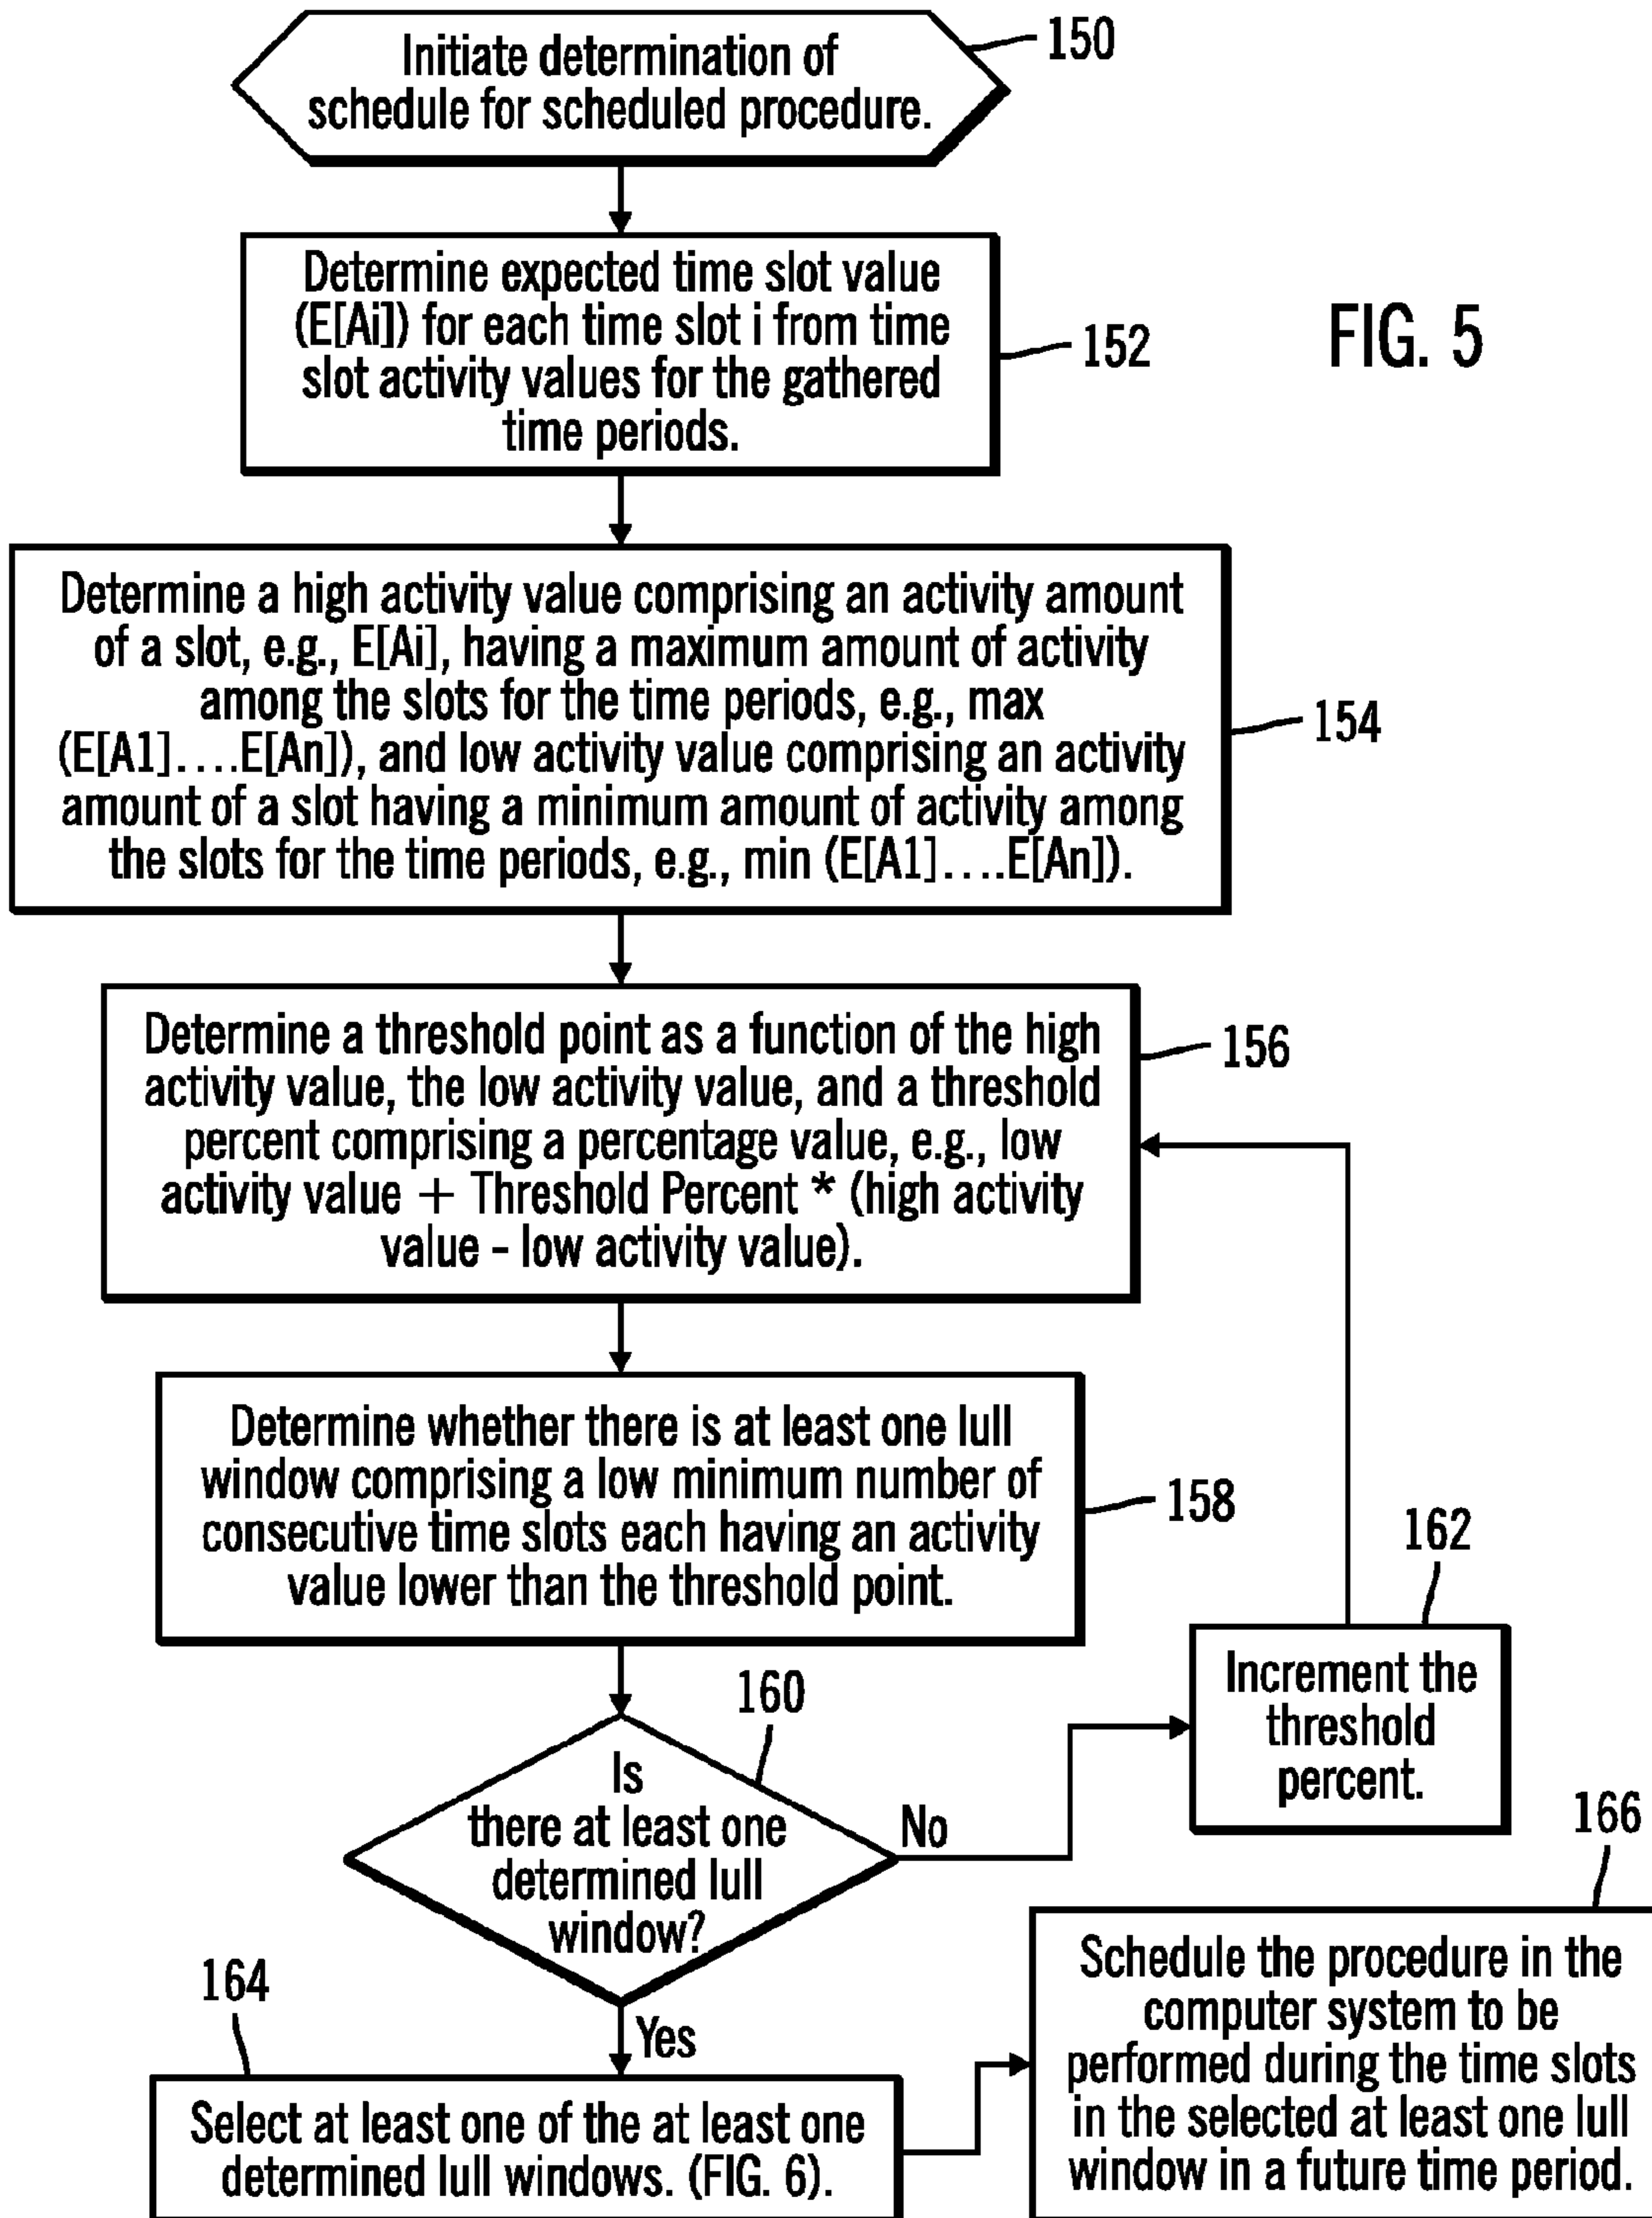 Initiate determination of
schedule for scheduled procedure.
150
Determine expected time slot value
(E[Ai]) for each time slot i from time
slot activity values for the gathered
time periods.
152
FIG. 5
Determine a high activity value comprising an activity amount
of a slot, e.g., E[Ai], having a maximum amount of activity
among the slots for the time periods, e.g., max
(E[A1]....E[An]), and low activity value comprising an activity
amount of a slot having a minimum amount of activity among
the slots for the time periods, e.g., min (E[A1]....E[An]).
154
Determine a threshold point as a function of the high
activity value, the low activity value, and a threshold
percent comprising a percentage value, e.g., low
activity value + Threshold Percent * (high activity
value - low activity value).
156
Determine whether there is at least one lull
window comprising a low minimum number of
consecutive time slots each having an activity
value lower than the threshold point.
158
160
Is
there at least one
determined lull
window?
No
Yes
162
Increment the
threshold
percent.
164
Select at least one of the at least one
determined lull windows. (FIG. 6).
166
Schedule the procedure in the
computer system to be
performed during the time slots
in the selected at least one lull
window in a future time period.